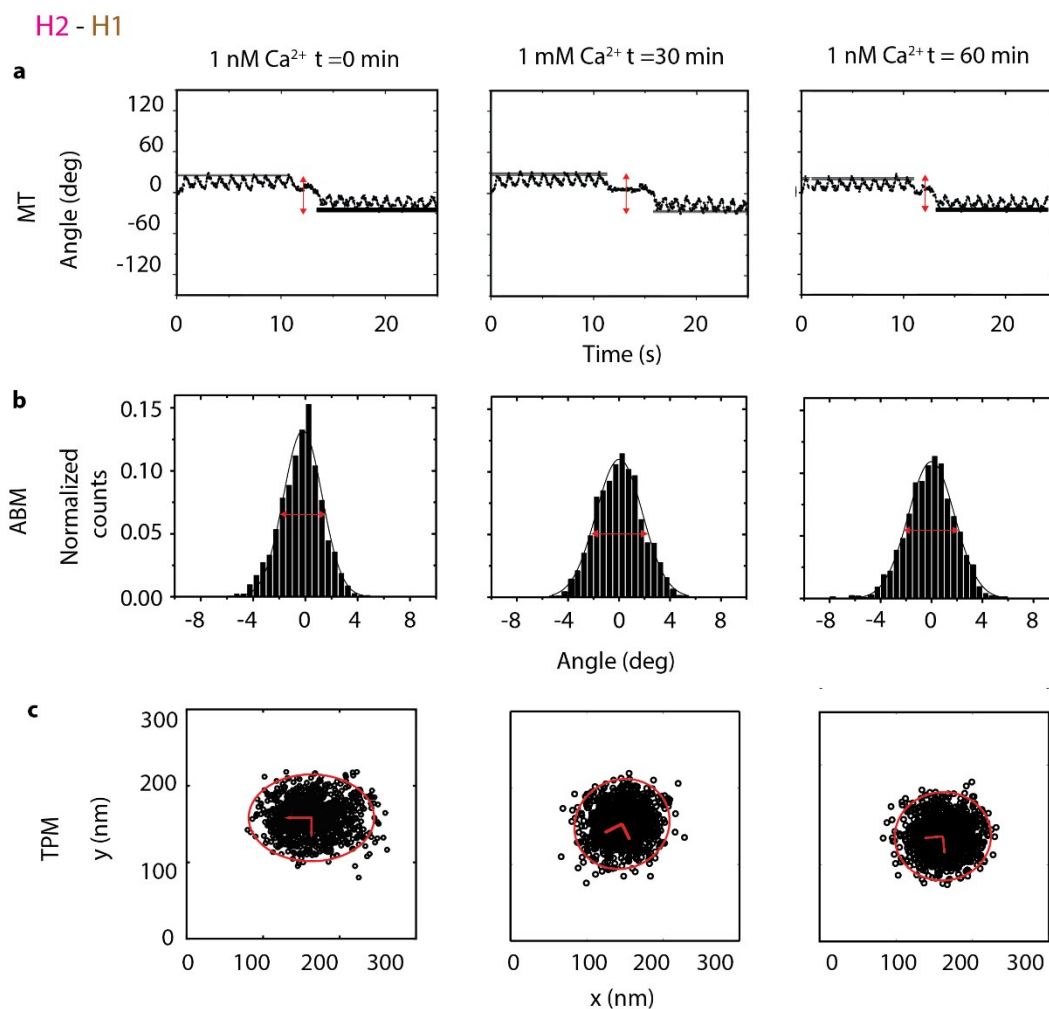 H2 - H1
1 nM Ca²⁺ t =0 min
1 mM Ca²⁺ t =30 min
1 nM Ca²⁺ t = 60 min
a
MT
Angle (deg)
120
60
0
-60
-120
0 10 20
0 10 20
0 10 20
Time (s)
b
ABM
Normalized
counts
0.15
0.10
0.05
0.00
-8 -4 0 4 8
-8 -4 0 4 8
-8 -4 0 4 8
Angle (deg)
c
TPM
y (nm)
300
200
100
0
0 100 200 300
0 100 200 300
0 100 200 300
x (nm)